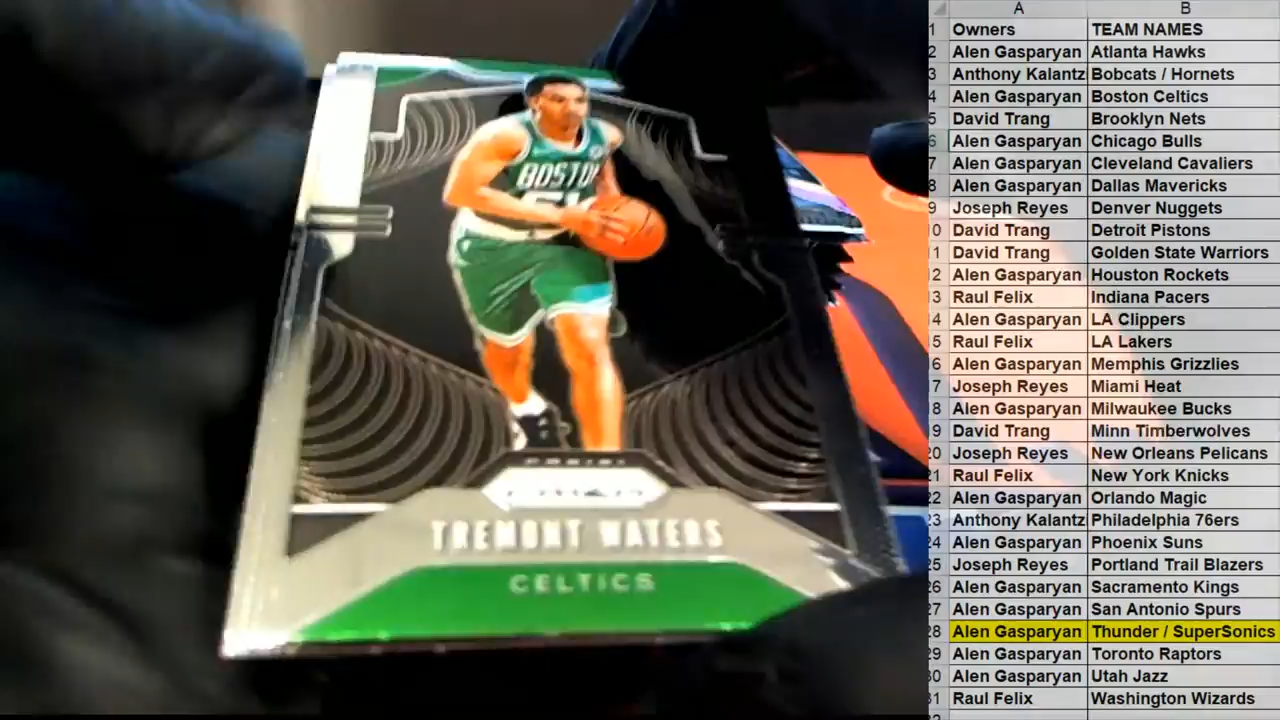 BOSTON
PANINI
PRIZM
TREMONT WATERS
CELTICS
A B
1 Owners TEAM NAMES
2 Alen Gasparyan Atlanta Hawks
3 Anthony Kalantz Bobcats / Hornets
4 Alen Gasparyan Boston Celtics
5 David Trang Brooklyn Nets
6 Alen Gasparyan Chicago Bulls
7 Alen Gasparyan Cleveland Cavaliers
8 Alen Gasparyan Dallas Mavericks
9 Joseph Reyes Denver Nuggets
10 David Trang Detroit Pistons
11 David Trang Golden State Warriors
12 Alen Gasparyan Houston Rockets
13 Raul Felix Indiana Pacers
14 Alen Gasparyan LA Clippers
15 Raul Felix LA Lakers
16 Alen Gasparyan Memphis Grizzlies
17 Joseph Reyes Miami Heat
18 Alen Gasparyan Milwaukee Bucks
19 David Trang Minn Timberwolves
20 Joseph Reyes New Orleans Pelicans
21 Raul Felix New York Knicks
22 Alen Gasparyan Orlando Magic
23 Anthony Kalantz Philadelphia 76ers
24 Alen Gasparyan Phoenix Suns
25 Joseph Reyes Portland Trail Blazers
26 Alen Gasparyan Sacramento Kings
27 Alen Gasparyan San Antonio Spurs
28 Alen Gasparyan Thunder / SuperSonics
29 Alen Gasparyan Toronto Raptors
30 Alen Gasparyan Utah Jazz
31 Raul Felix Washington Wizards